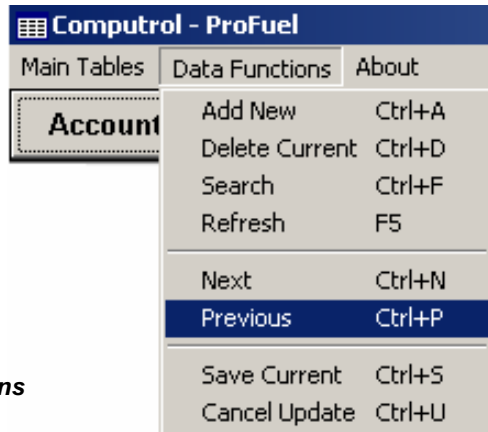 Computrol - ProFuel
Main Tables Data Functions About
Account
Add New Ctrl+A
Delete Current Ctrl+D
Search Ctrl+F
Refresh F5
Next Ctrl+N
Previous Ctrl+P
Save Current Ctrl+S
ns
Cancel Update Ctrl+U